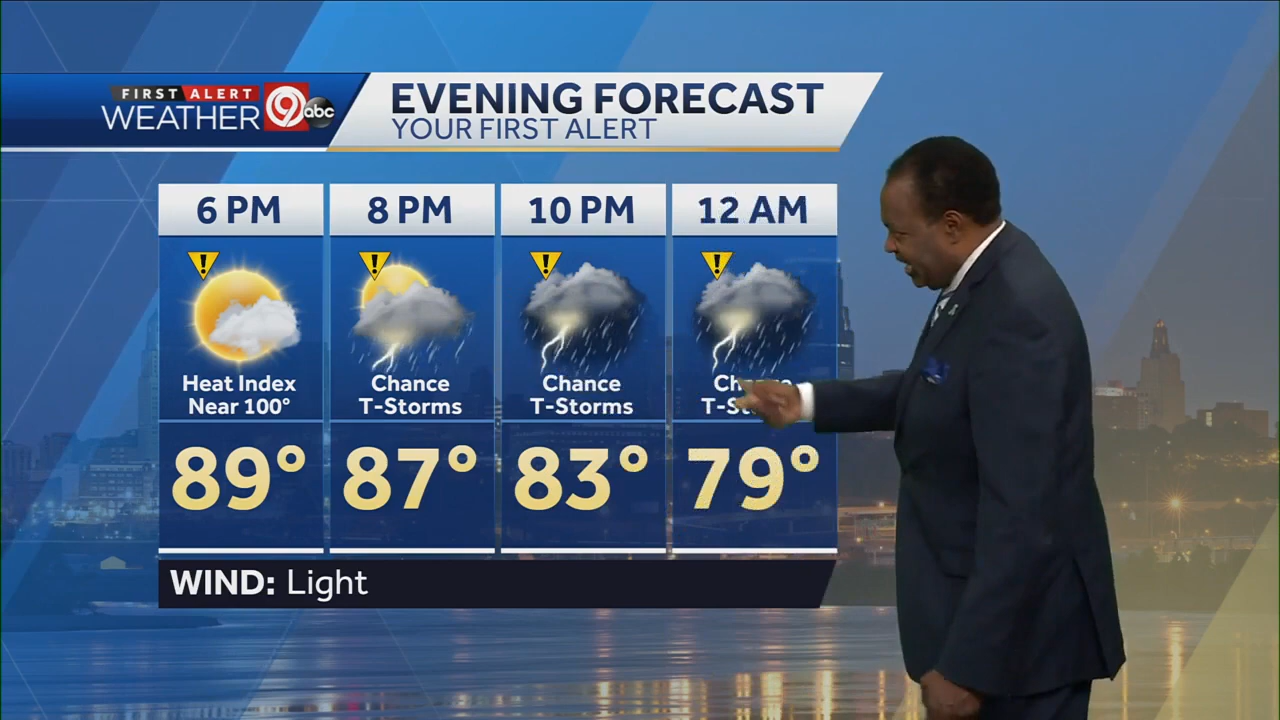 FIRST ALERT
WEATHER 9 abc
EVENING FORECAST
YOUR FIRST ALERT
6 PM
8 PM
10 PM
12 AM
!
!
!
!
Heat Index
Near 100°
Chance
T-Storms
Chance
T-Storms
89°
87°
83°
79°
WIND: Light